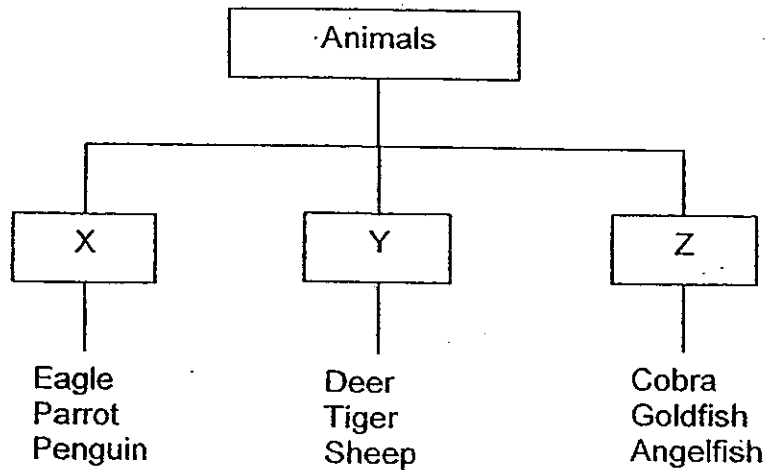 Animals
X
Y
Z
Eagle
Parrot
Penguin
Deer
Tiger
Sheep
Cobra
Goldfish
Angelfish